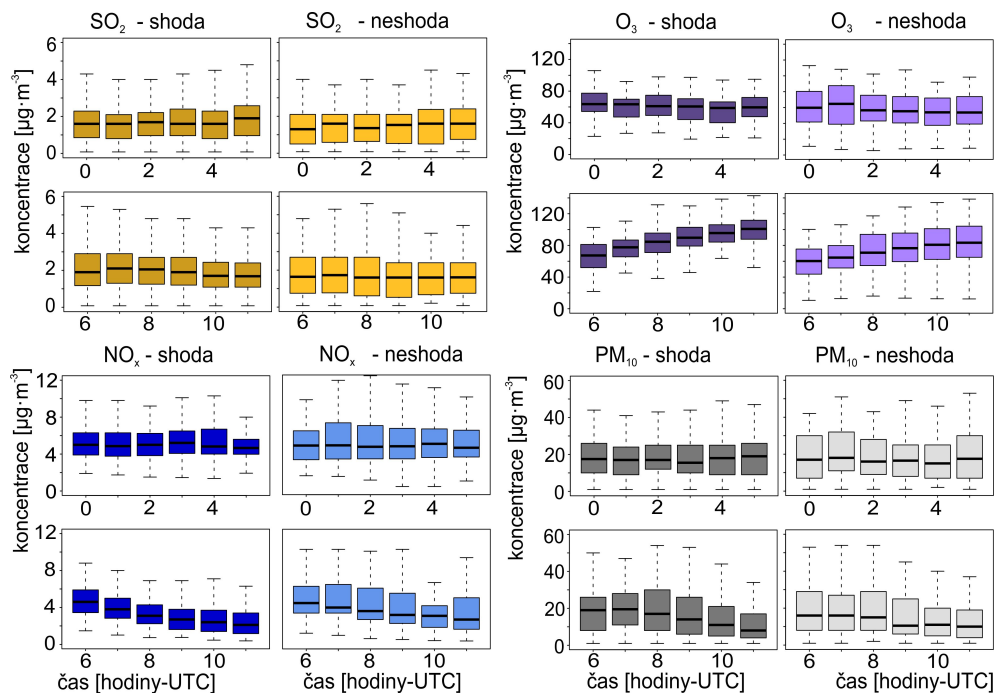 SO₂ - shoda
SO₂ - neshoda
koncentrace [µg·m⁻³]
6
4
2
0
0 2 4
0 2 4
6
4
2
0
6 8 10
6 8 10
O₃ - shoda
O₃ - neshoda
koncentrace [µg·m⁻³]
120
80
40
0
0 2 4
0 2 4
120
80
40
0
6 8 10
6 8 10
NOₓ - shoda
NOₓ - neshoda
koncentrace [µg·m⁻³]
12
8
4
0
0 2 4
0 2 4
12
8
4
0
6 8 10
6 8 10
čas [hodiny-UTC]
čas [hodiny-UTC]
PM₁₀ - shoda
PM₁₀ - neshoda
koncentrace [µg·m⁻³]
60
40
20
0
0 2 4
0 2 4
60
40
20
0
6 8 10
6 8 10
čas [hodiny-UTC]
čas [hodiny-UTC]